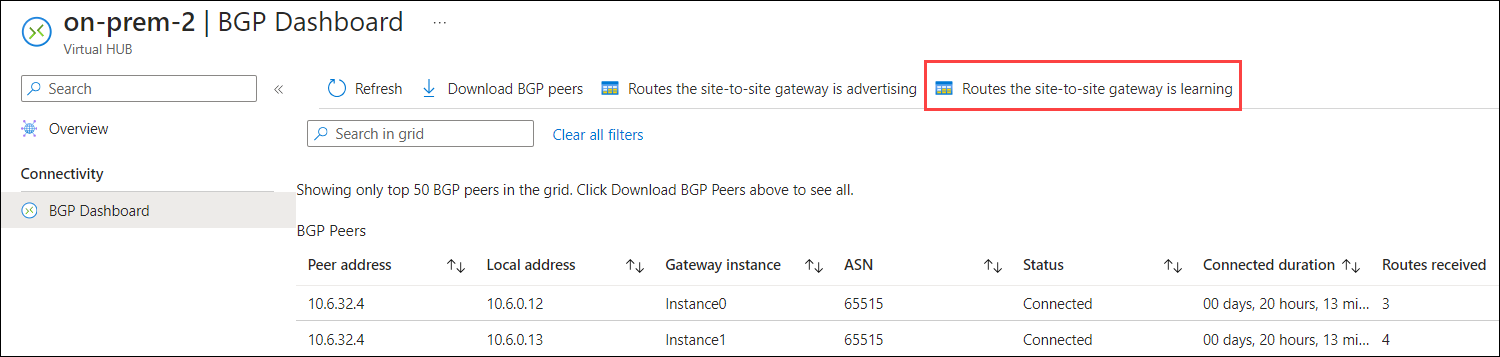 on-prem-2 | BGP Dashboard ...
Virtual HUB
Search «
Refresh Download BGP peers Routes the site-to-site gateway is advertising Routes the site-to-site gateway is learning
Overview
Search in grid Clear all filters
Connectivity
Showing only top 50 BGP peers in the grid. Click Download BGP Peers above to see all.
BGP Dashboard
BGP Peers
Peer address ↑↓ Local address ↑↓ Gateway instance ↑↓ ASN ↑↓ Status ↑↓ Connected duration ↑↓ Routes received
10.6.32.4 10.6.0.12 Instance0 65515 Connected 00 days, 20 hours, 13 mi... 3
10.6.32.4 10.6.0.13 Instance1 65515 Connected 00 days, 20 hours, 13 mi... 4